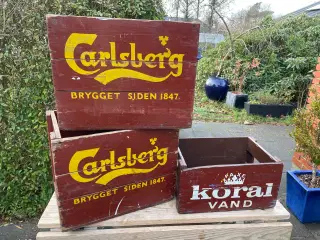 Carlsberg
BRYGGET SIDEN 1847.
Carlsberg
BRYGGET SIDEN 1847
koral
VAND